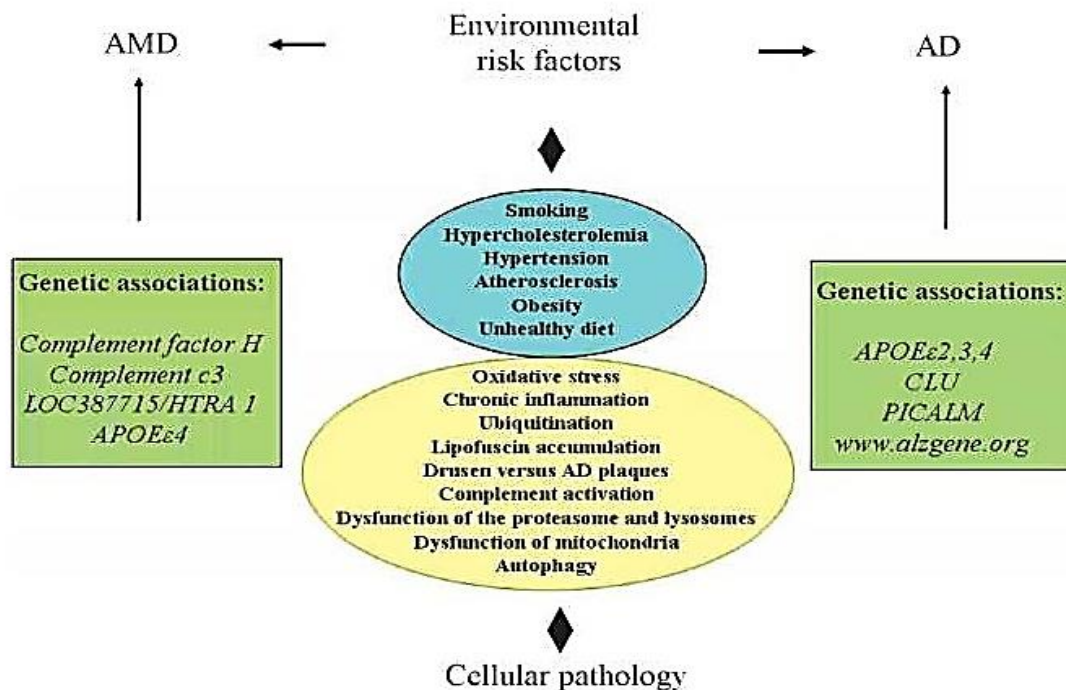 AMD
Environmental
risk factors
AD
Smoking
Hypercholesterolemia
Hypertension
Atherosclerosis
Obesity
Unhealthy diet
Genetic associations:
Complement factor H
Complement c3
LOC387715/HTRA 1
APOEε4
Genetic associations:
APOEε2,3,4
CLU
PICALM
www.alzgene.org
Oxidative stress
Chronic inflammation
Ubiquitination
Lipofuscin accumulation
Drusen versus AD plaques
Complement activation
Dysfunction of the proteasome and lysosomes
Dysfunction of mitochondria
Autophagy
Cellular pathology